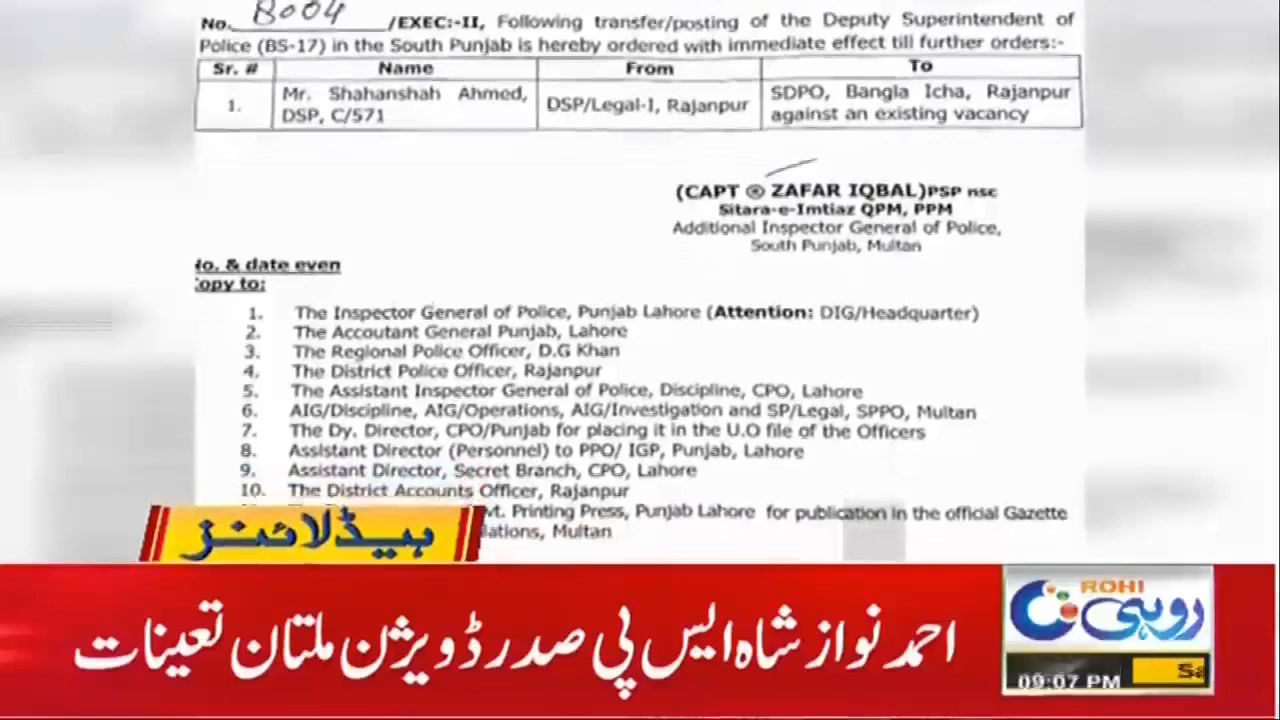 No. 8004 /EXEC:-II, Following transfer/posting of the Deputy Superintendent of
Police (BS-17) in the South Punjab is hereby ordered with immediate effect till further orders:-
Sr. # Name From To
1. Mr. Shahanshah Ahmed, DSP/Legal-I, Rajanpur SDPO, Bangla Icha, Rajanpur
DSP, C/571 against an existing vacancy
(CAPT ® ZAFAR IQBAL)PSP nsc
Sitara-e-Imtiaz QPM, PPM
Additional Inspector General of Police,
South Punjab, Multan
No. & date even
Copy to:
1. The Inspector General of Police, Punjab Lahore (Attention: DIG/Headquarter)
2. The Accoutant General Punjab, Lahore
3. The Regional Police Officer, D.G Khan
4. The District Police Officer, Rajanpur
5. The Assistant Inspector General of Police, Discipline, CPO, Lahore
6. AIG/Discipline, AIG/Operations, AIG/Investigation and SP/Legal, SPPO, Multan
7. The Dy. Director, CPO/Punjab for placing it in the U.O file of the Officers
8. Assistant Director (Personnel) to PPO/ IGP, Punjab, Lahore
9. Assistant Director, Secret Branch, CPO, Lahore
10. The District Accounts Officer, Rajanpur
vt. Printing Press, Punjab Lahore for publication in the official Gazette
lations, Multan
ہیڈلائنز
احمد نواز شاہ ایس پی صدر ڈویژن ملتان تعینات
ROHI
روہی
09:07 PM